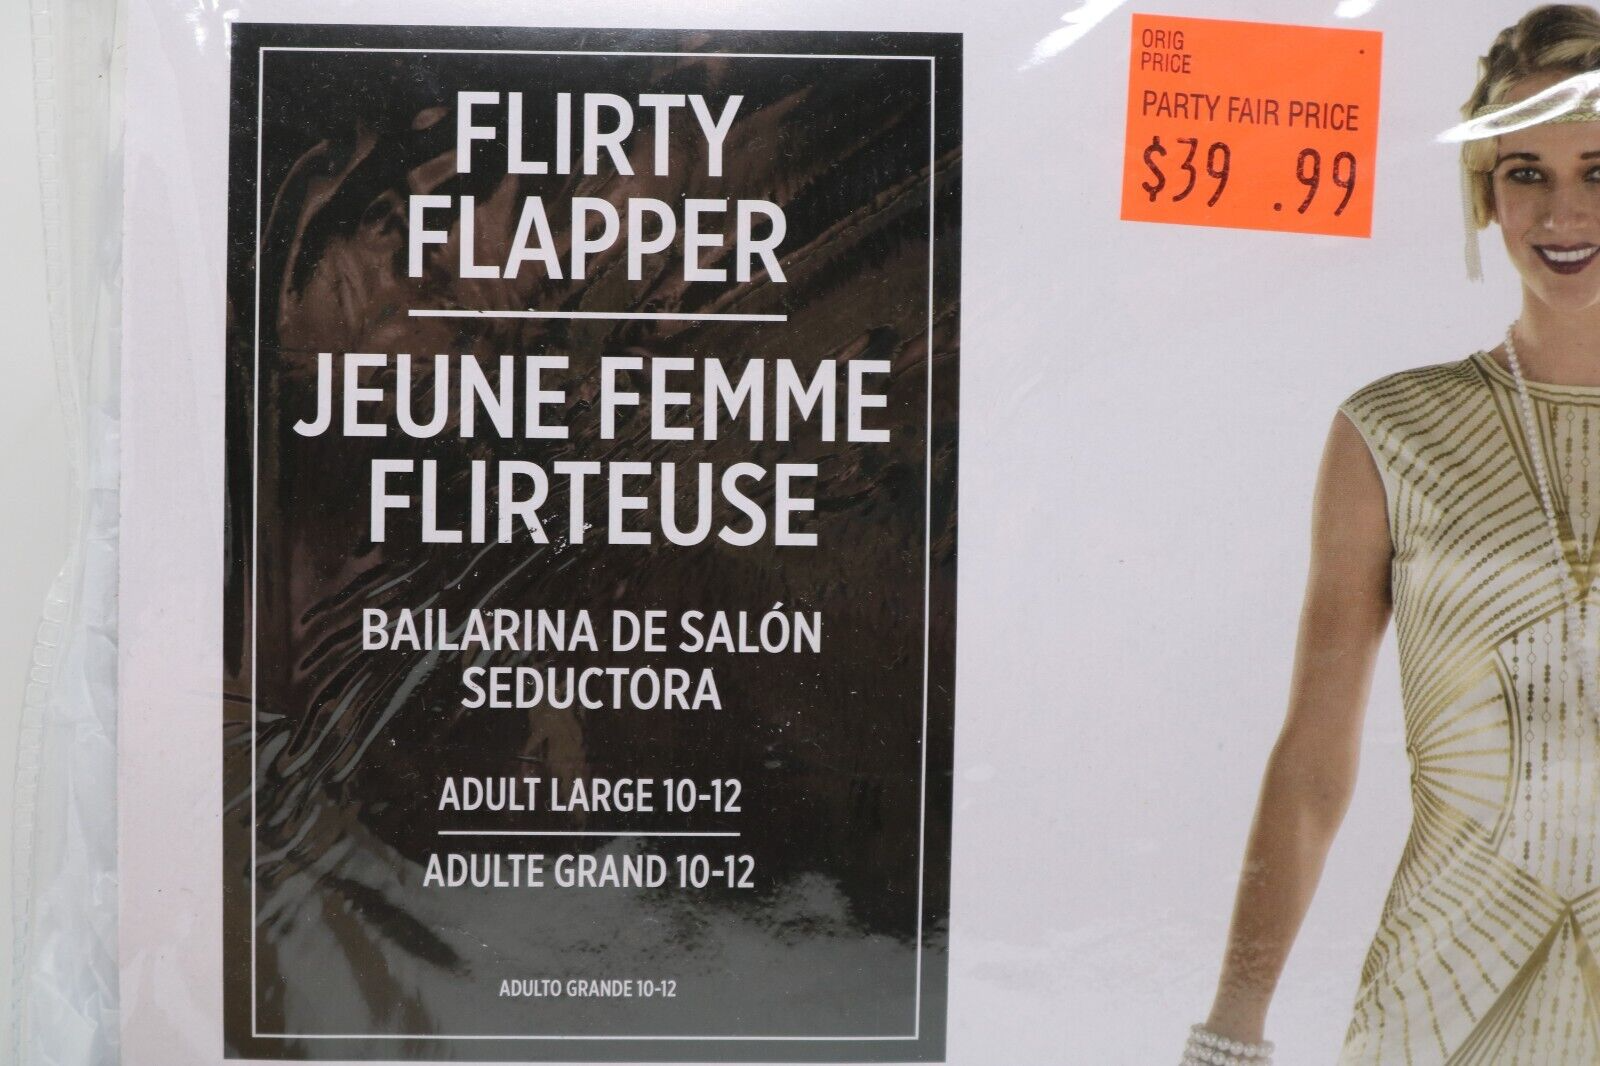 FLIRTY
FLAPPER
JEUNE FEMME
FLIRTEUSE
BAILARINA DE SALÓN
SEDUCTORA
ADULT LARGE 10-12
ADULTE GRAND 10-12
ADULTO GRANDE 10-12
ORIG
PRICE
PARTY FAIR PRICE
$39 .99